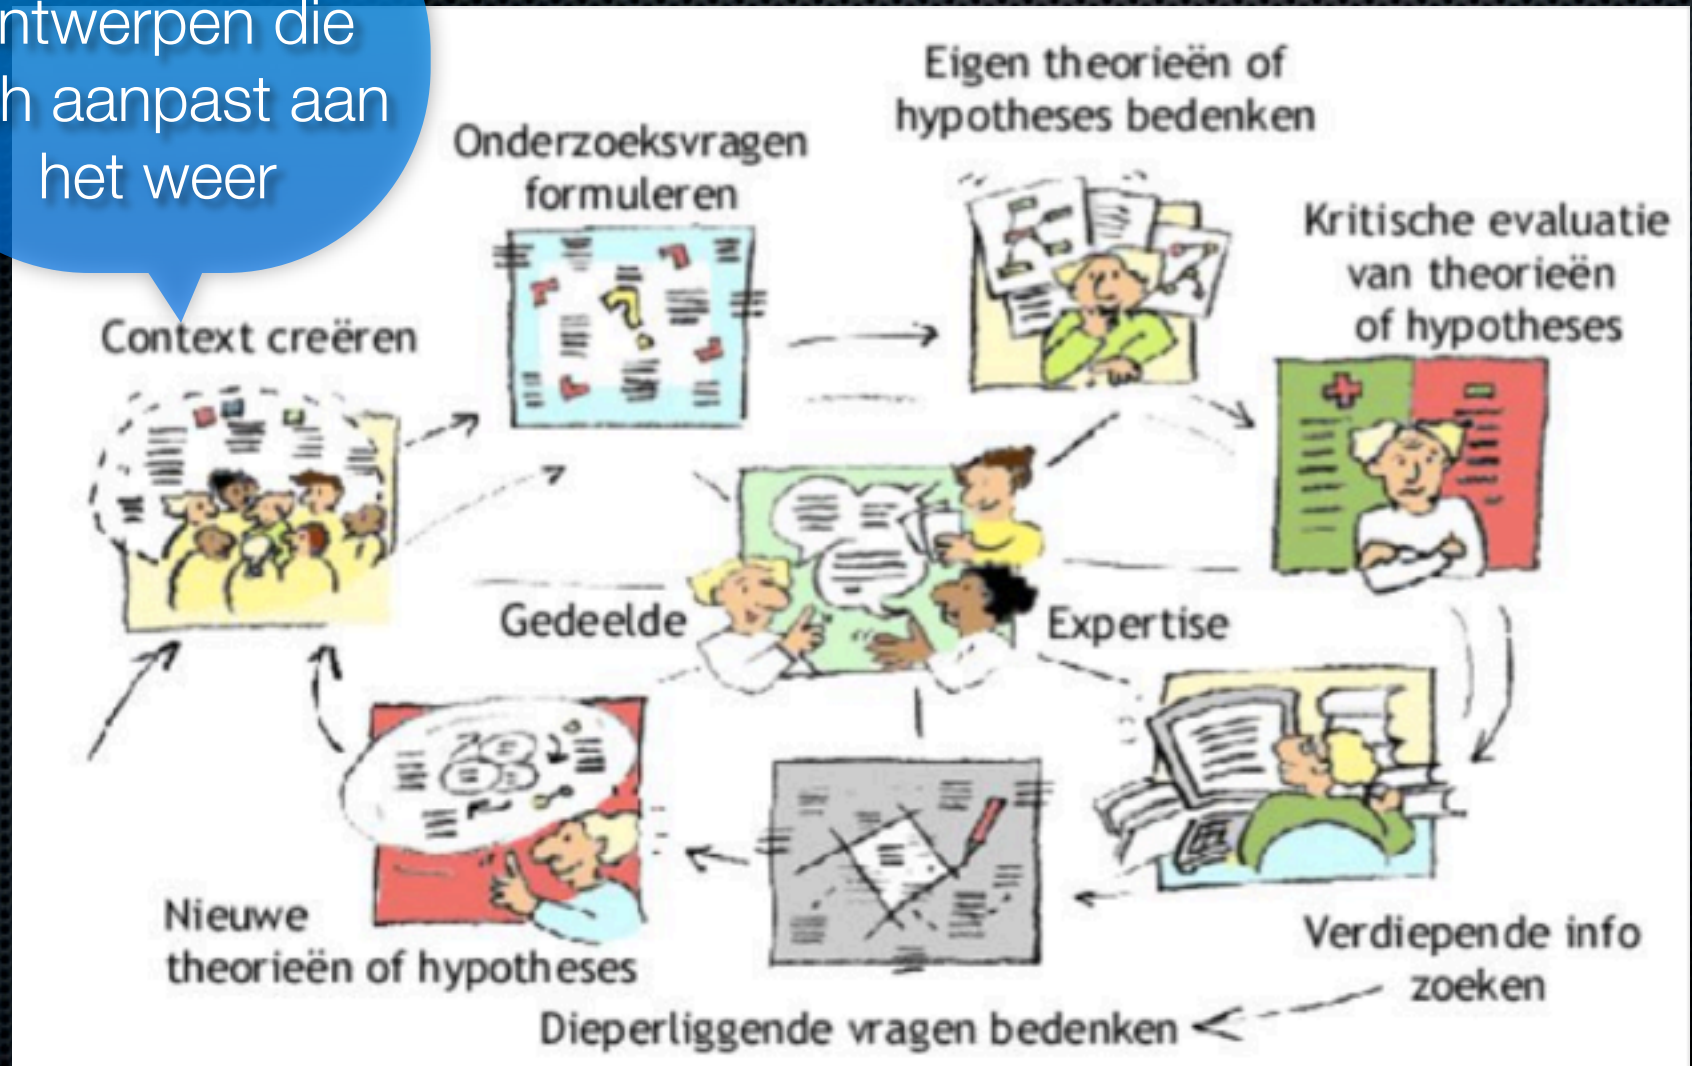 ntwerpen die
h aanpast aan
het weer
Context creëren
Onderzoeksvragen
formuleren
Eigen theorieën of
hypotheses bedenken
Kritische evaluatie
van theorieën
of hypotheses
Gedeelde Expertise
Verdiepende info
zoeken
Dieperliggende vragen bedenken
Nieuwe
theorieën of hypotheses